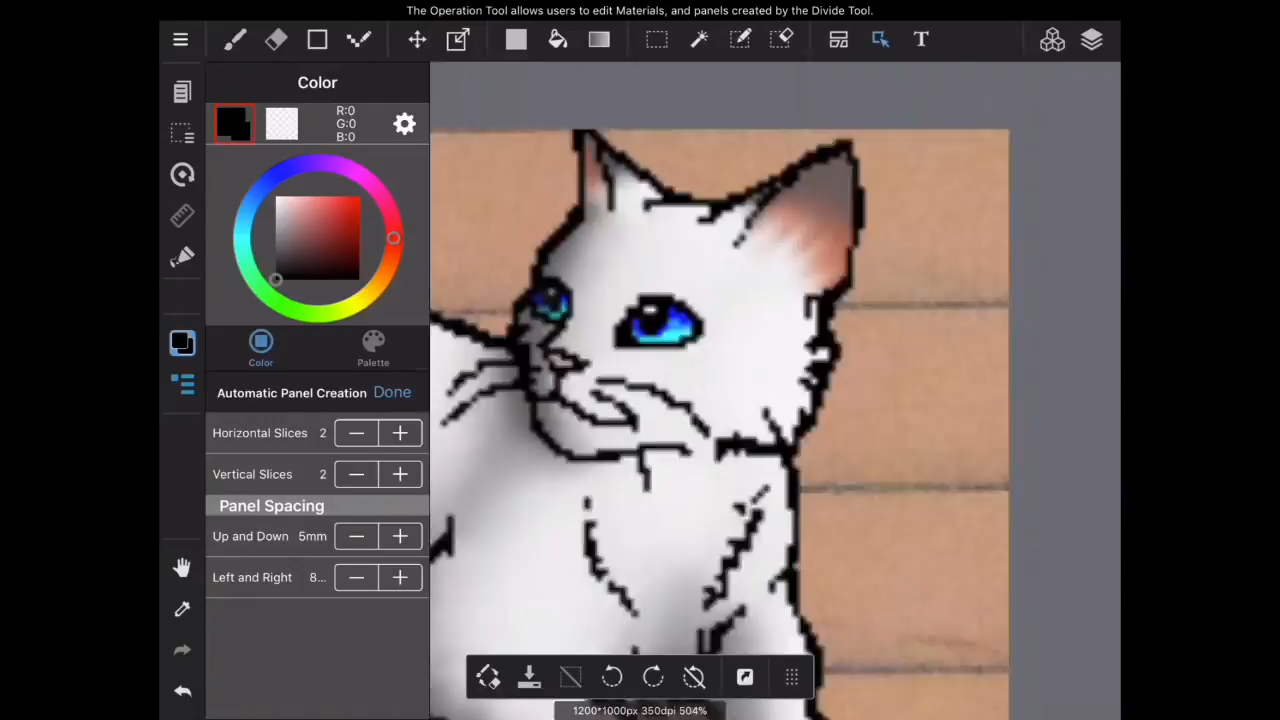 The Operation Tool allows users to edit Materials, and panels created by the Divide Tool.
T
Color
R:0
G:0
B:0
Color
Palette
Automatic Panel Creation Done
Horizontal Slices 2
Vertical Slices 2
Panel Spacing
Up and Down 5mm
Left and Right 8...
1200*1000px 350dpi 504%